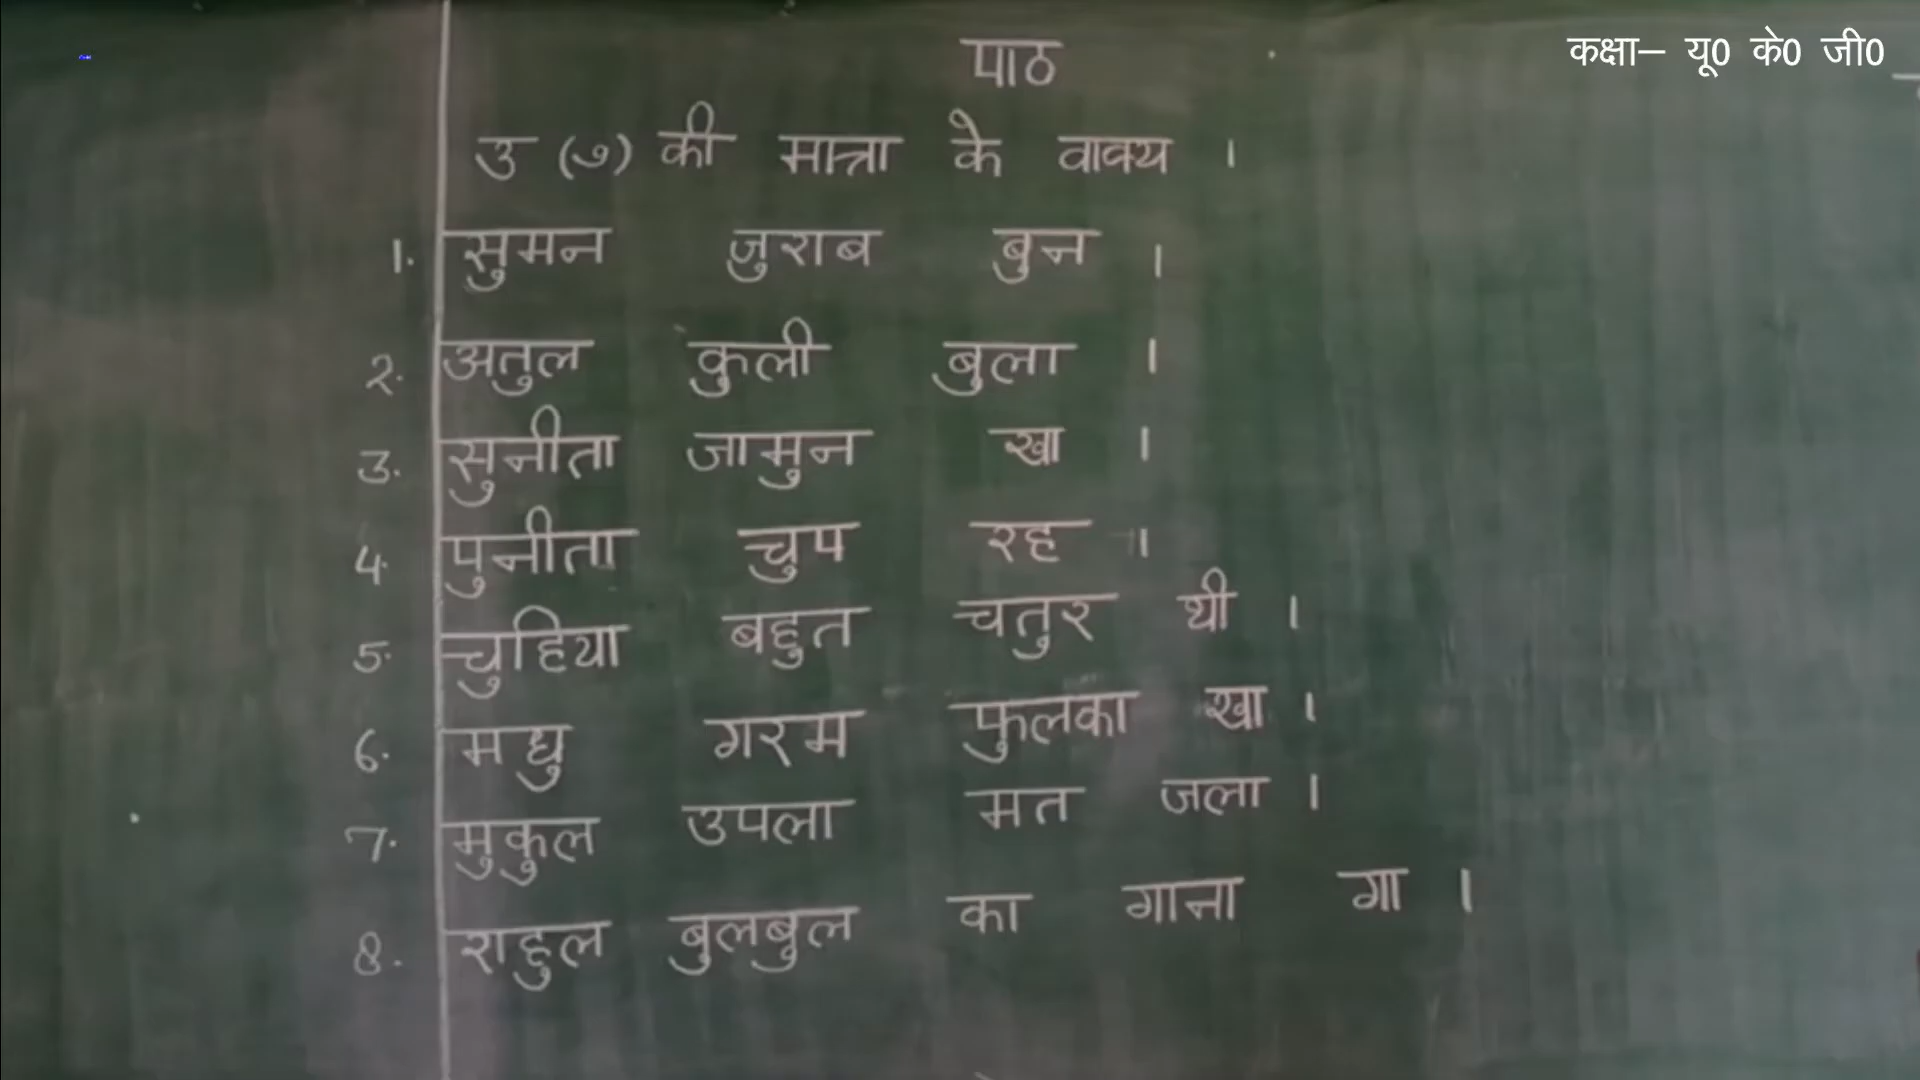 कक्षा– यू0 के0 जी0
पाठ
उ (ु) की मात्रा के वाक्य ।
1. सुमन जुराब बुन ।
2. अतुल कुली बुला ।
3. सुनीता जामुन खा ।
4. पुनीता चुप रह ।
5. चुहिया बहुत चतुर थी ।
6. मधु गरम फुलका खा ।
7. मुकुल उपला मत जला ।
8. राहुल बुलबुल का गाना गा ।